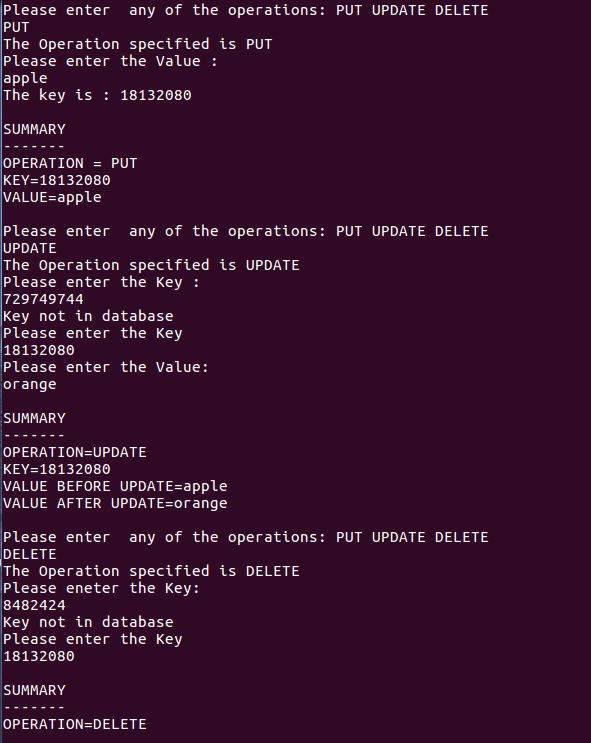 Please enter  any of the operations: PUT UPDATE DELETE
PUT
The Operation specified is PUT
Please enter the Value :
apple
The key is : 18132080
SUMMARY
-------
OPERATION = PUT
KEY=18132080
VALUE=apple
Please enter  any of the operations: PUT UPDATE DELETE
UPDATE
The Operation specified is UPDATE
Please enter the Key :
729749744
Key not in database
Please enter the Key
18132080
Please enter the Value:
orange
SUMMARY
-------
OPERATION=UPDATE
KEY=18132080
VALUE BEFORE UPDATE=apple
VALUE AFTER UPDATE=orange
Please enter  any of the operations: PUT UPDATE DELETE
DELETE
The Operation specified is DELETE
Please eneter the Key:
8482424
Key not in database
Please enter the Key
18132080
SUMMARY
-------
OPERATION=DELETE